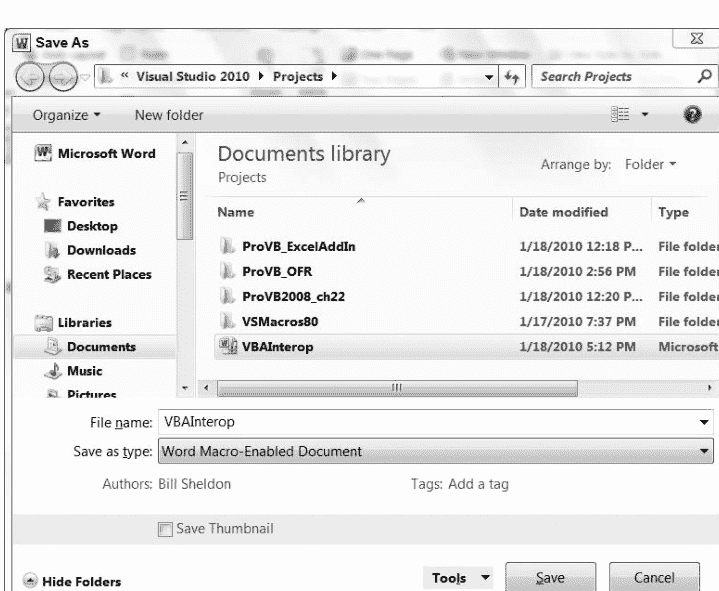 Save As
« Visual Studio 2010 ▸ Projects ▸ Search Projects
Organize ▾ New folder
Microsoft Word
Documents library
Projects
Arrange by: Folder ▾
Favorites
Desktop
Downloads
Recent Places
Libraries
Documents
Music
Pictures
Name Date modified Type
ProVB_ExcelAddIn 1/18/2010 12:18 P... File folder
ProVB_OFR 1/18/2010 2:56 PM File folder
ProVB2008_ch22 1/18/2010 12:20 P... File folder
VSMacros80 1/17/2010 7:37 PM File folder
VBAInterop 1/18/2010 5:12 PM Microsoft
File name: VBAInterop
Save as type: Word Macro-Enabled Document
Authors: Bill Sheldon Tags: Add a tag
Save Thumbnail
Hide Folders Tools ▾ Save Cancel